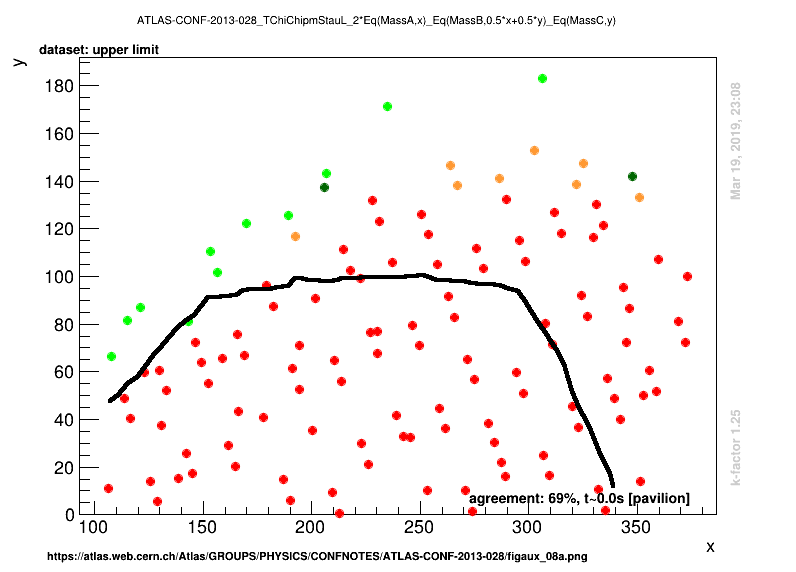 ATLAS-CONF-2013-028_TChiChipmStauL_2*Eq(MassA,x)_Eq(MassB,0.5*x+0.5*y)_Eq(MassC,y)
dataset: upper limit
y
180
160
140
120
100
80
60
40
20
0
100 150 200 250 300 350
x
agreement: 69%, t~0.0s [pavilion]
Mar 19, 2019, 23:08
k-factor 1.25
https://atlas.web.cern.ch/Atlas/GROUPS/PHYSICS/CONFNOTES/ATLAS-CONF-2013-028/figaux_08a.png